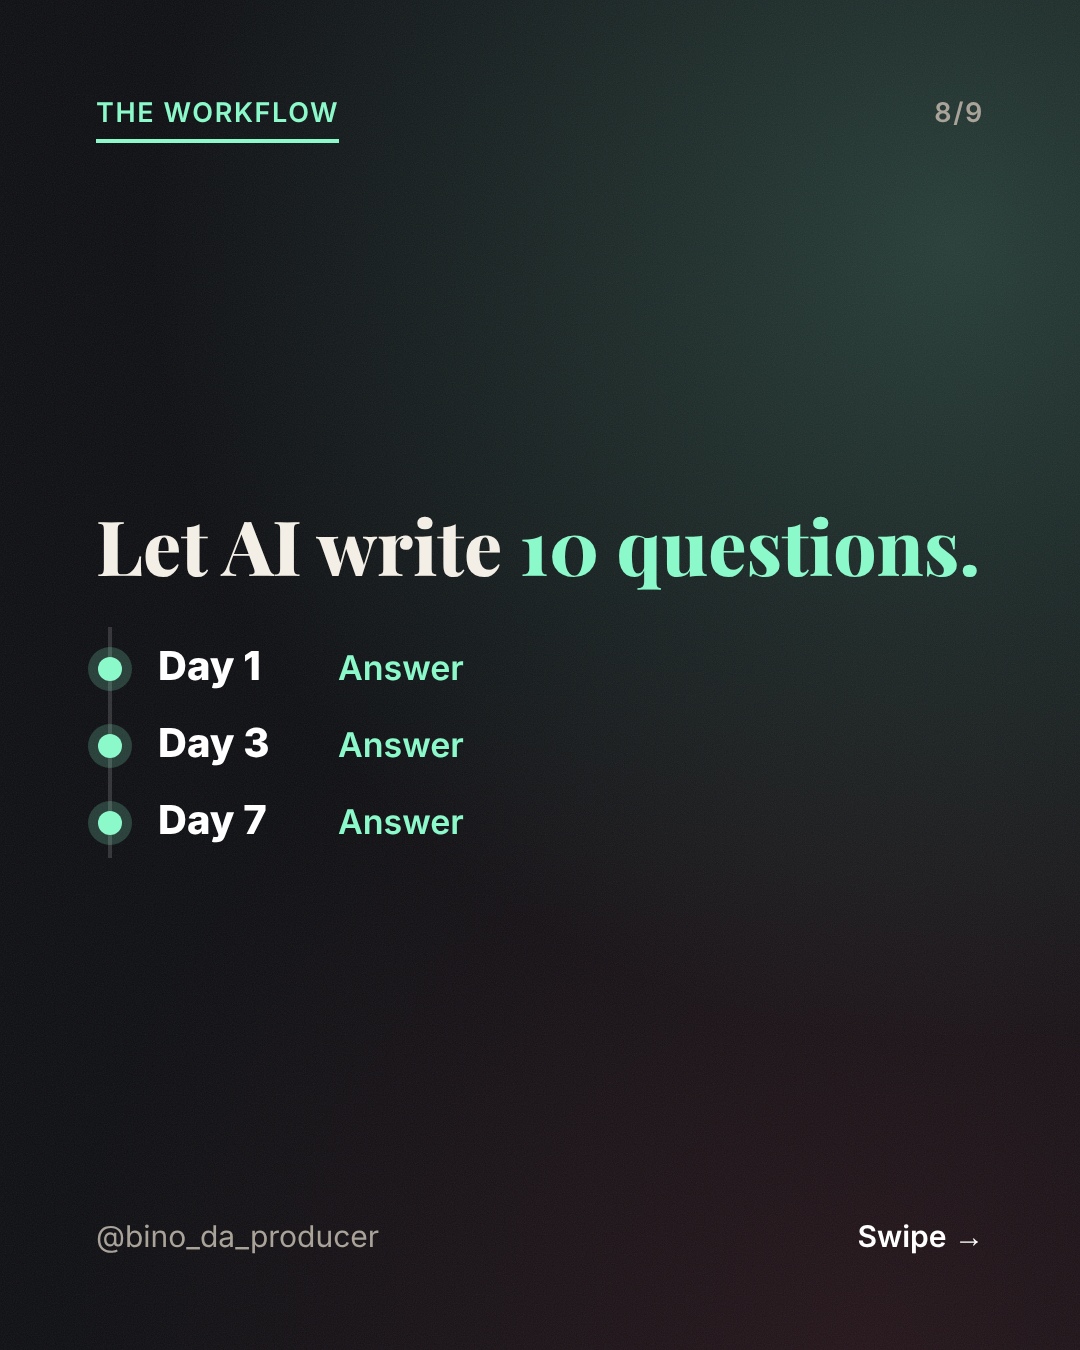 THE WORKFLOW
8/9
Let AI write 10 questions.
Day 1 Answer
Day 3 Answer
Day 7 Answer
@bino_da_producer
Swipe →